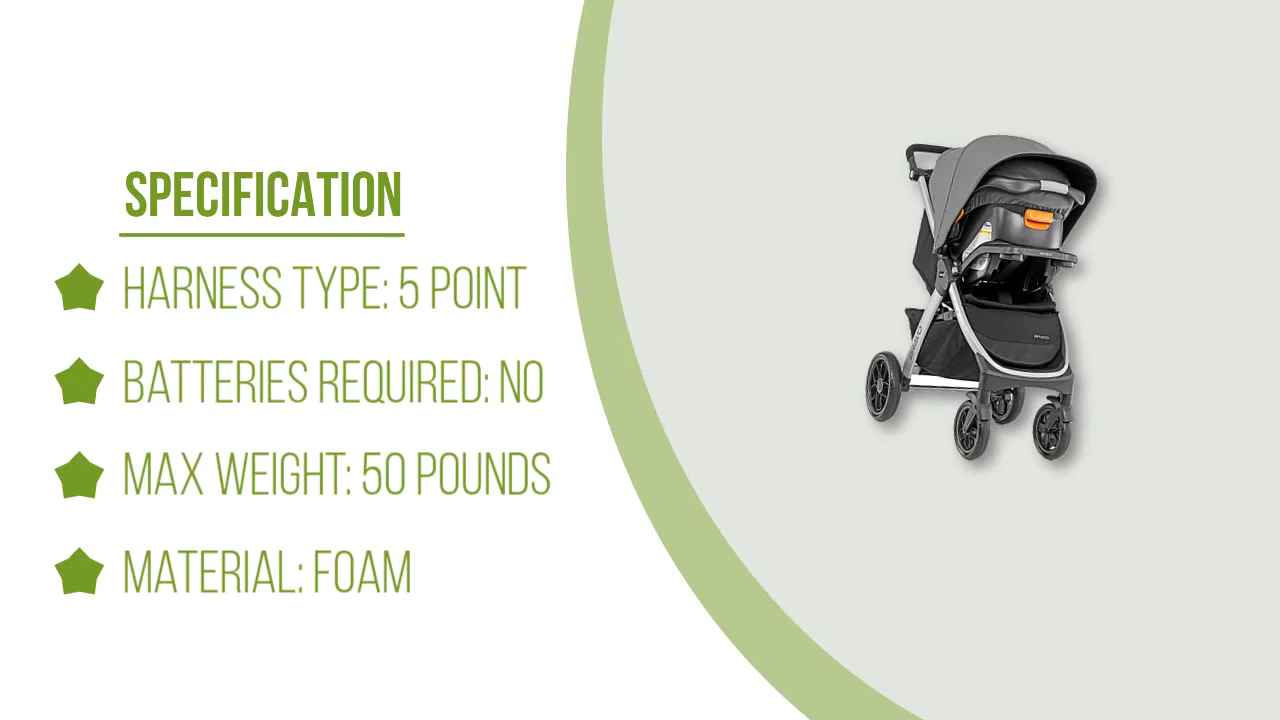 SPECIFICATION
HARNESS TYPE: 5 POINT
BATTERIES REQUIRED: NO
MAX WEIGHT: 50 POUNDS
MATERIAL: FOAM